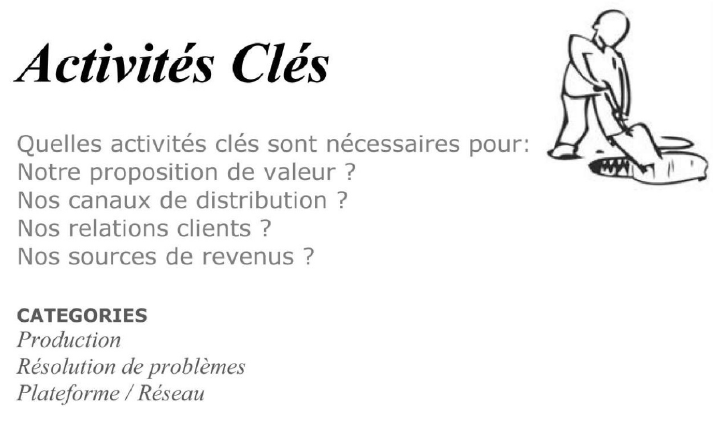 Activités Clés
Quelles activités clés sont nécessaires pour:
Notre proposition de valeur ?
Nos canaux de distribution ?
Nos relations clients ?
Nos sources de revenus ?
CATEGORIES
Production
Résolution de problèmes
Plateforme / Réseau